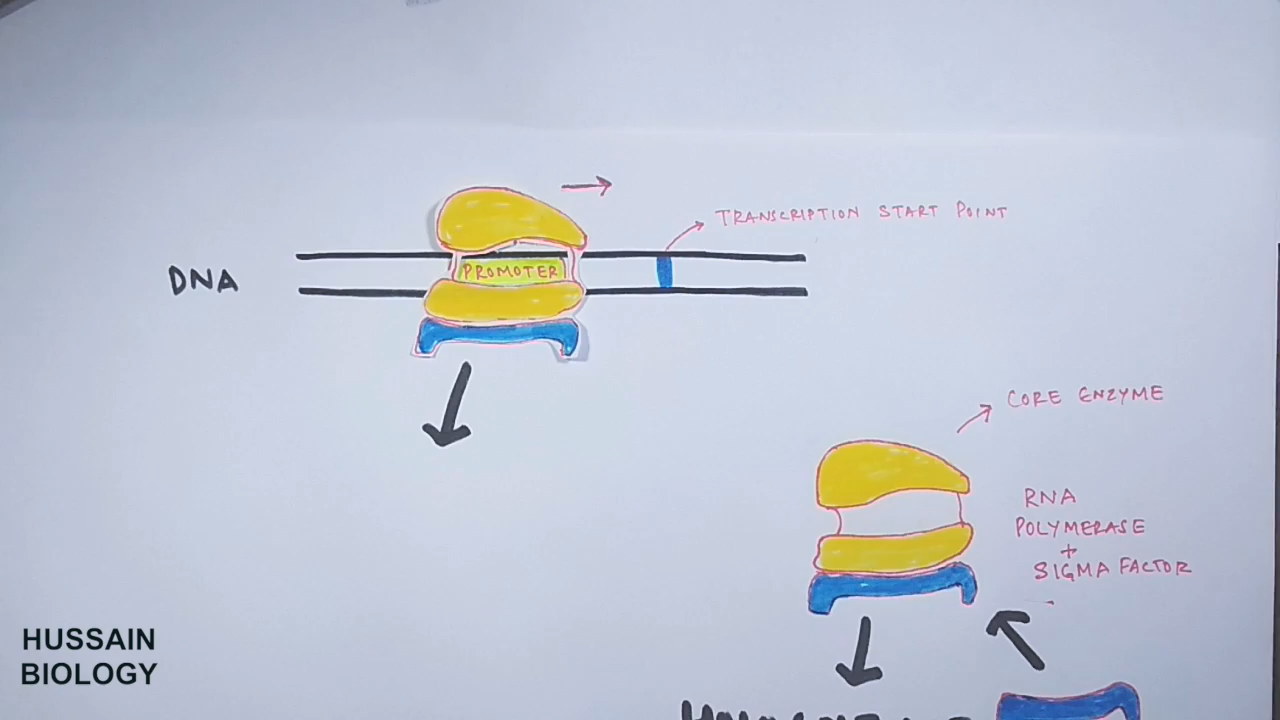 TRANSCRIPTION START POINT
PROMOTER
DNA
CORE ENZYME
RNA
POLYMERASE
+
SIGMA FACTOR
HUSSAIN
BIOLOGY